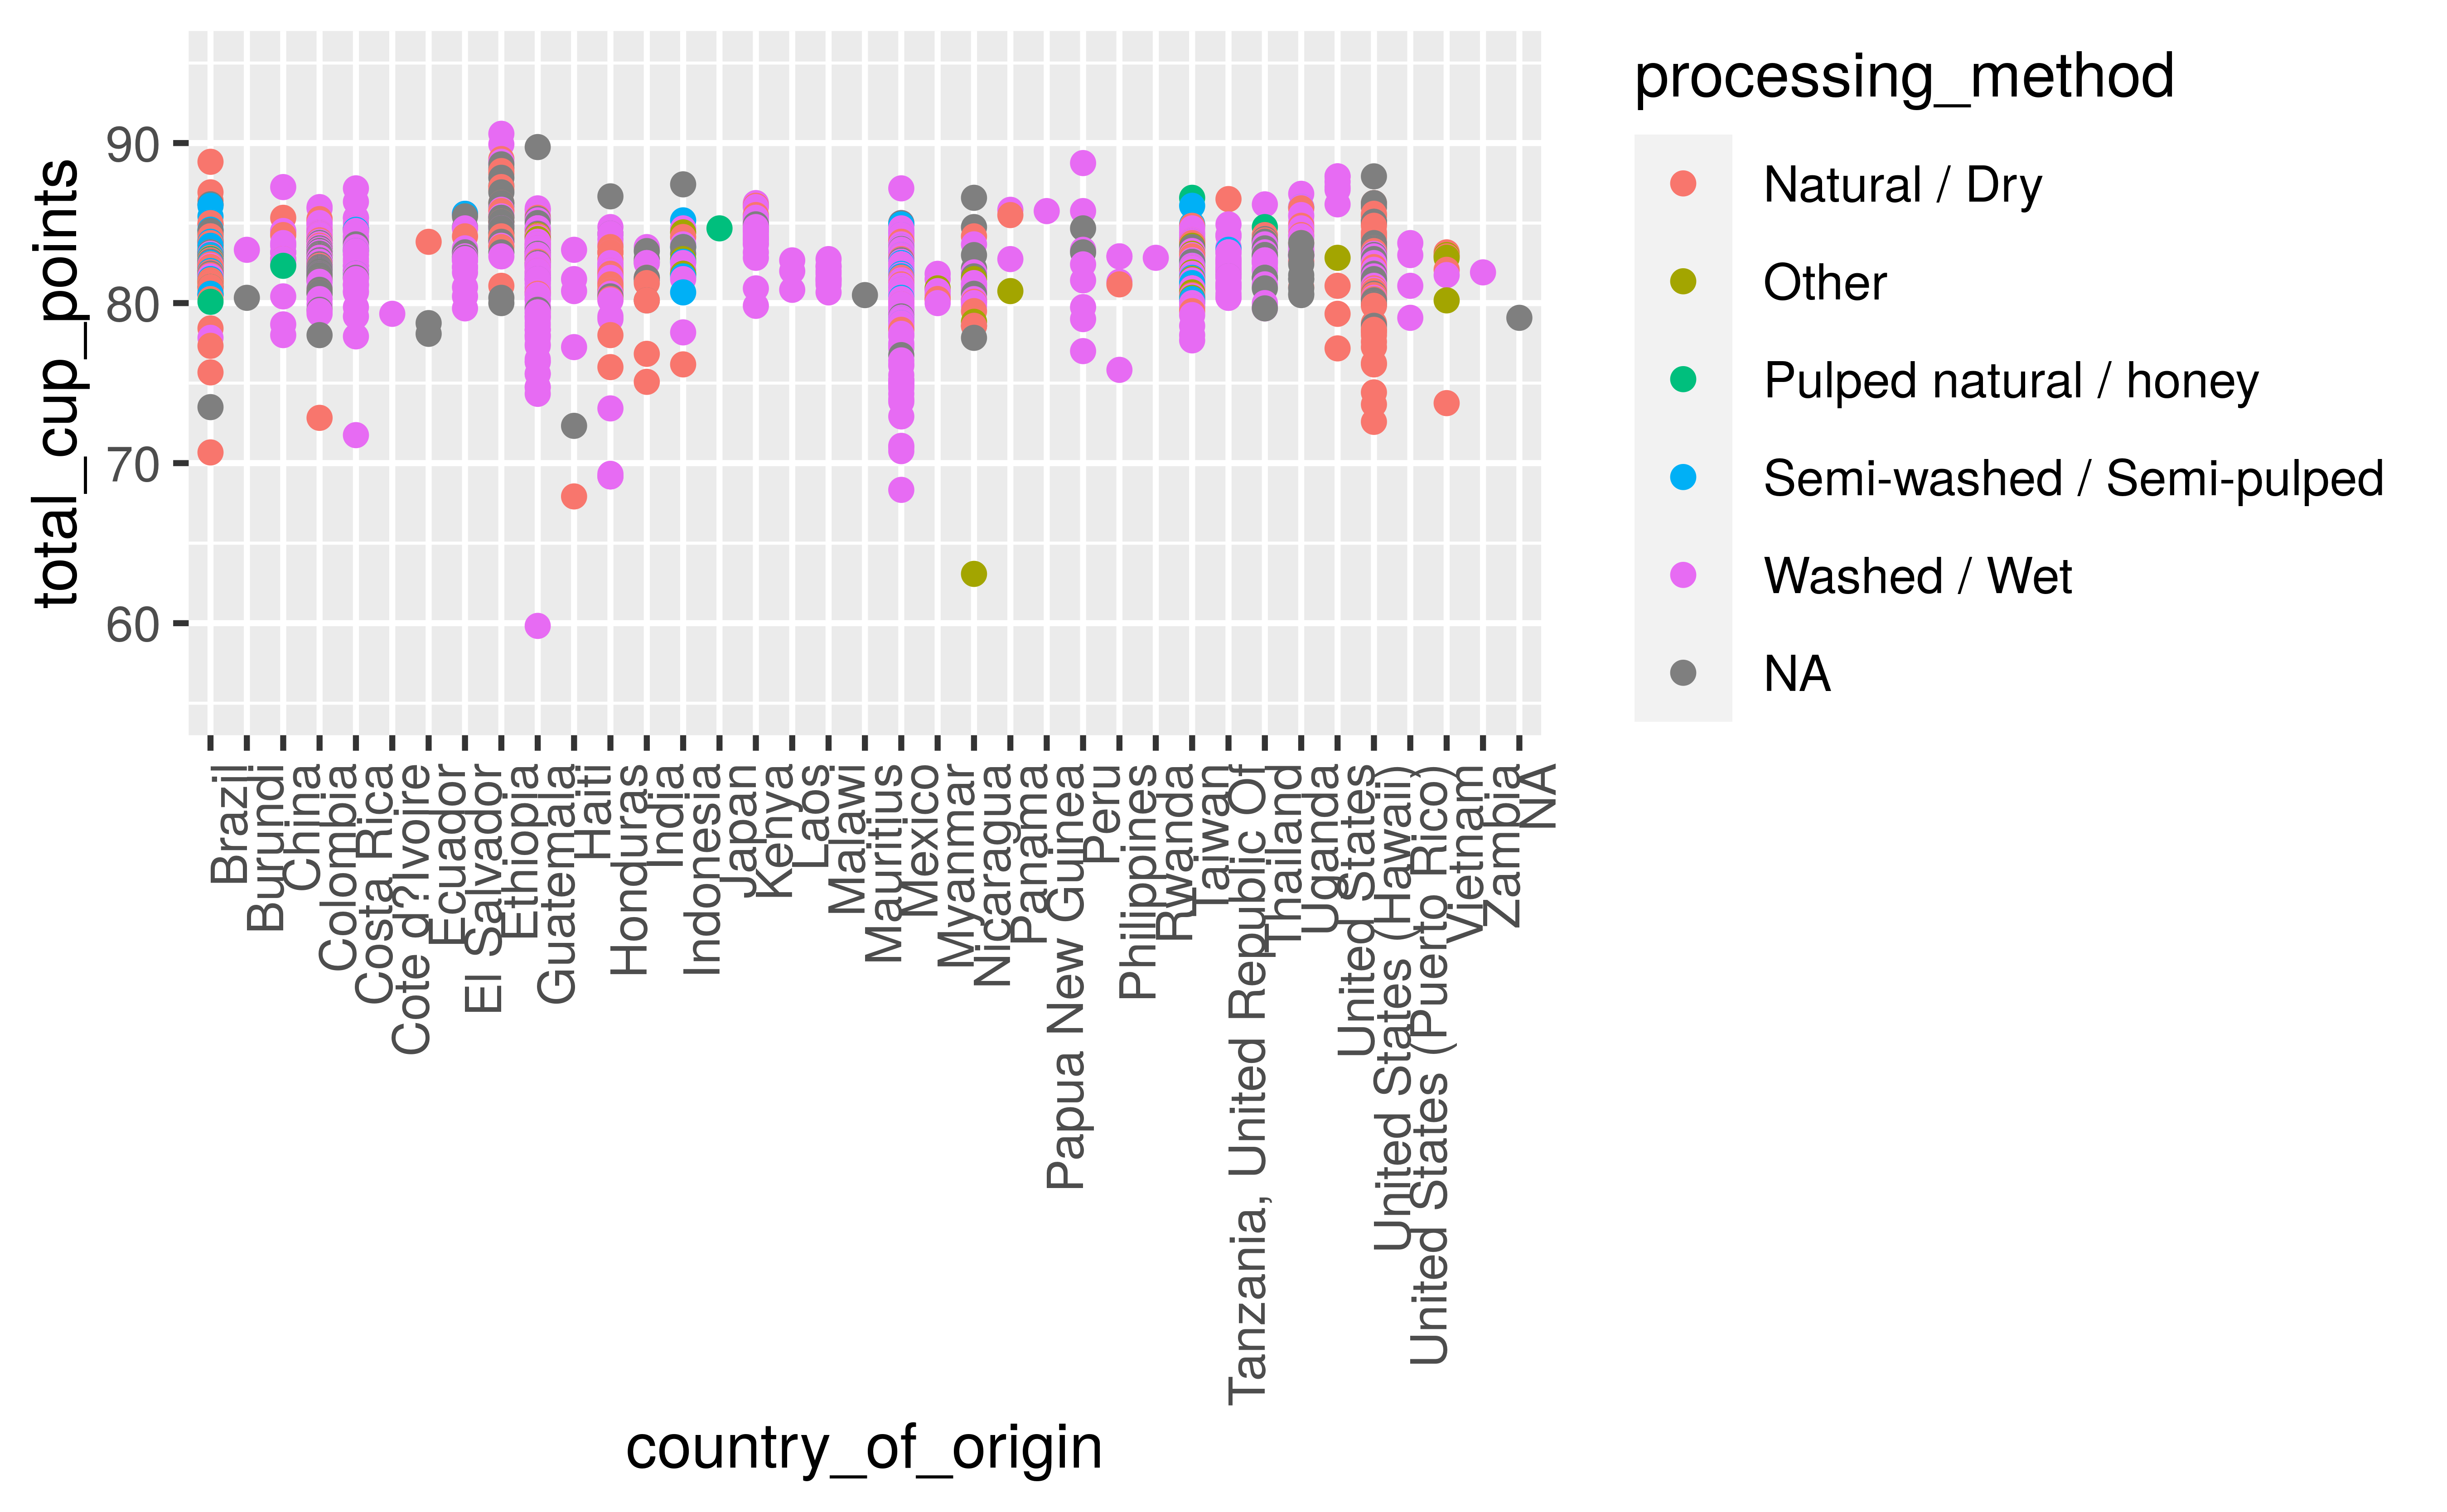 total_cup_points
90
80
70
60
Brazil
Burundi
China
Colombia
Costa Rica
Cote d?Ivoire
Ecuador
El Salvador
Ethiopia
Guatemala
Haiti
Honduras
India
Indonesia
Japan
Kenya
Laos
Malawi
Mauritius
Mexico
Myanmar
Nicaragua
Panama
Papua New Guinea
Peru
Philippines
Rwanda
Taiwan
Tanzania, United Republic Of
Thailand
Uganda
United States
United States (Hawaii)
United States (Puerto Rico)
Vietnam
Zambia
NA
country_of_origin
processing_method
Natural / Dry
Other
Pulped natural / honey
Semi-washed / Semi-pulped
Washed / Wet
NA